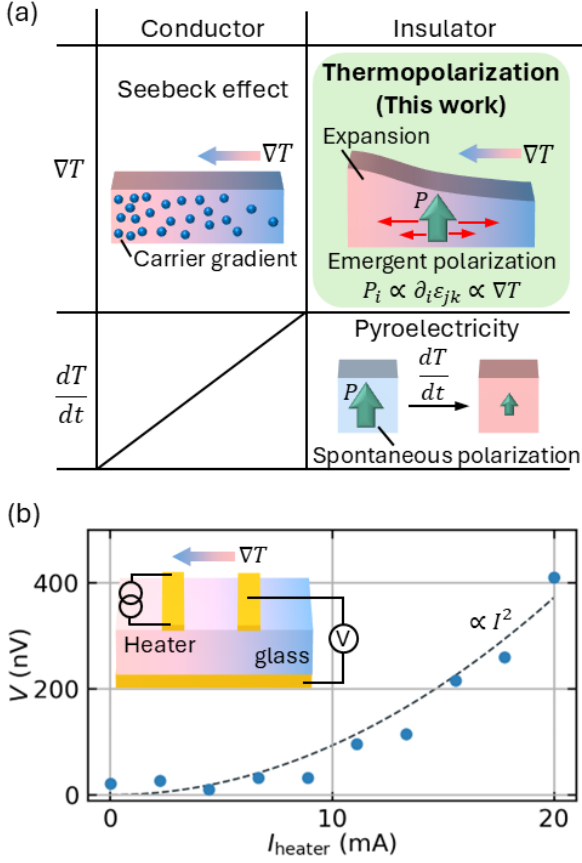 (a)
Conductor
Insulator
∇T
Seebeck effect
∇T
Carrier gradient
Thermopolarization
(This work)
Expansion
∇T
P
Emergent polarization
P_i ∝ ∂_i ε_jk ∝ ∇T
dT
dt
Pyroelectricity
P
dT
dt
Spontaneous polarization
(b)
V (nV)
400
200
0
∇T
Heater
glass
V
∝ I²
0
10
20
I_heater (mA)